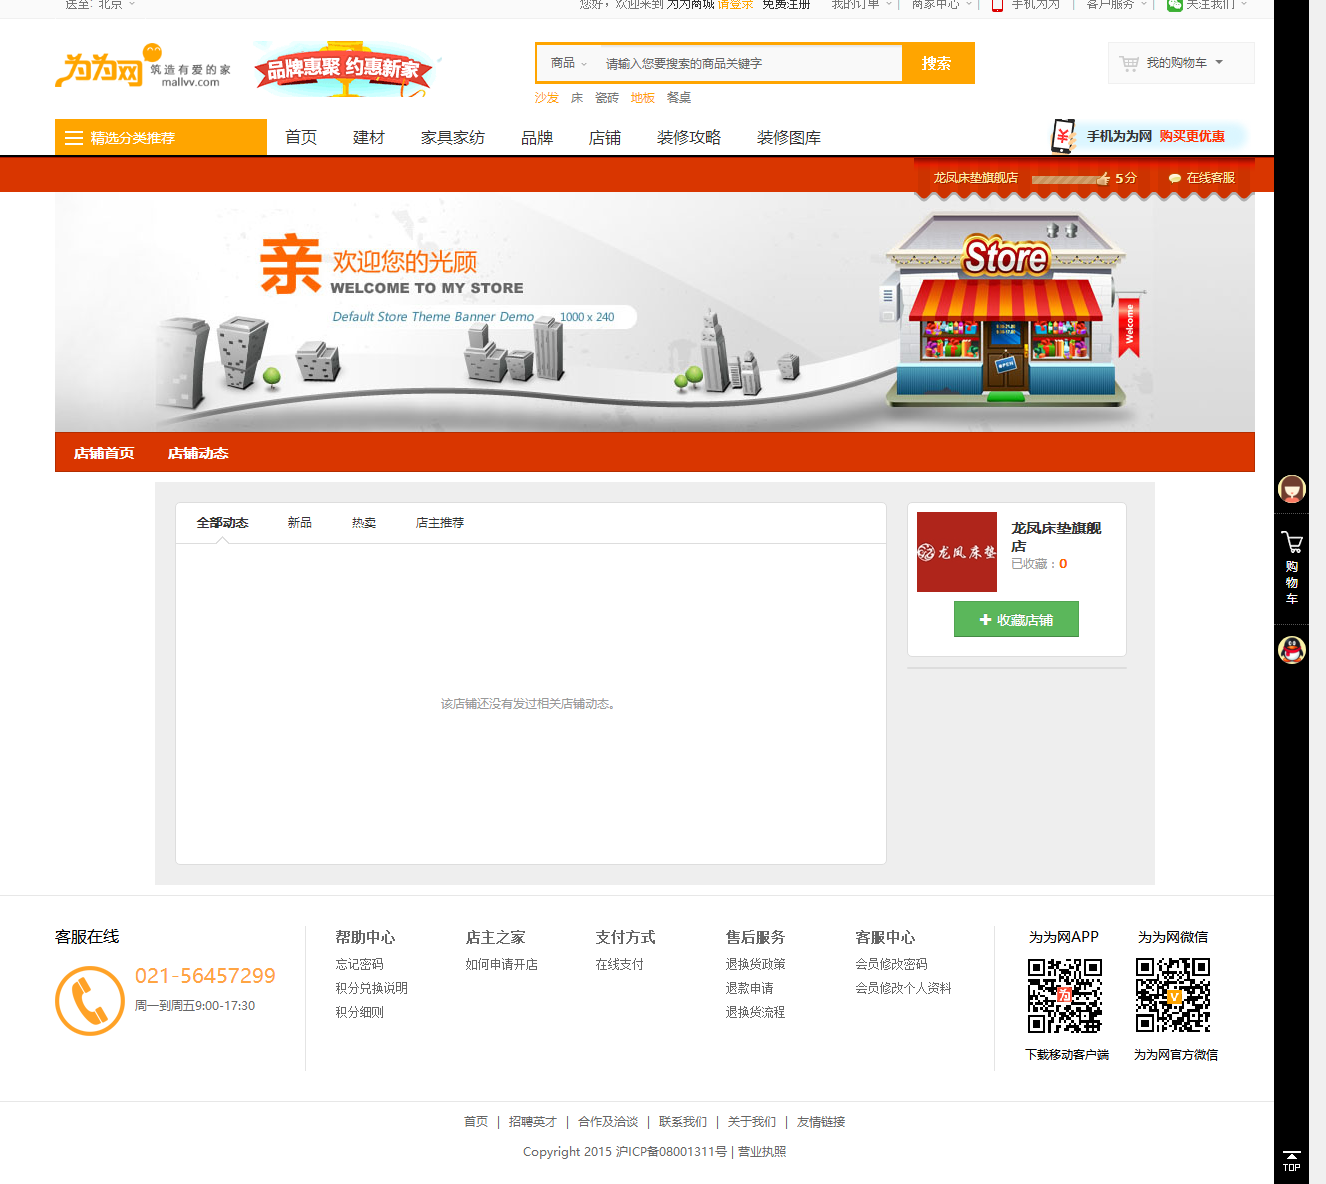 送至: 北京
您好，欢迎来到 为为商城 请登录 免费注册
我的订单
商家中心
手机为为
客户服务
关注我们
为为网
筑造有爱的家
mallvv.com
品牌惠聚 约惠新家
商品
请输入您要搜索的商品关键字
搜索
我的购物车
沙发 床 瓷砖 地板 餐桌
精选分类推荐
首页 建材 家具家纺 品牌 店铺 装修攻略 装修图库
手机为为网 购买更优惠
龙凤床垫旗舰店 5分 在线客服
亲 欢迎您的光顾
WELCOME TO MY STORE
Default Store Theme Banner Demo 1000 x 240
Store
Welcome
OPEN
店铺首页 店铺动态
全部动态 新品 热卖 店主推荐
该店铺还没有发过相关店铺动态。
龙凤床垫
龙凤床垫旗舰店
已收藏：0
收藏店铺
购物车
TOP
客服在线
021-56457299
周一到周五9:00-17:30
帮助中心
忘记密码
积分兑换说明
积分细则
店主之家
如何申请开店
支付方式
在线支付
售后服务
退换货政策
退款申请
退换货流程
客服中心
会员修改密码
会员修改个人资料
为为网APP
下载移动客户端
为为网微信
为为网官方微信
首页 | 招聘英才 | 合作及洽谈 | 联系我们 | 关于我们 | 友情链接
Copyright 2015 沪ICP备08001311号 | 营业执照